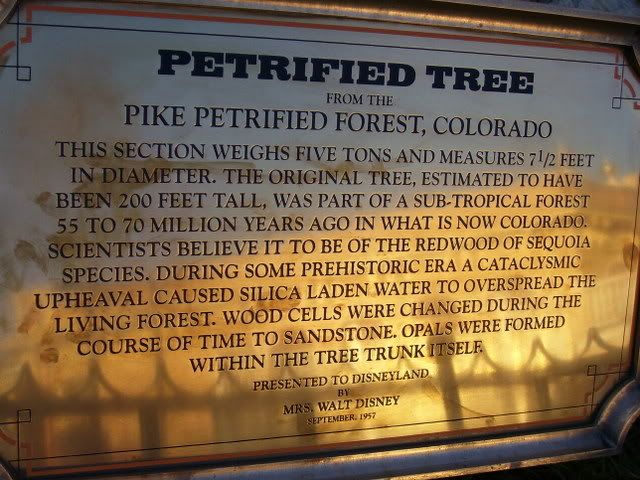 PETRIFIED TREE
FROM THE
PIKE PETRIFIED FOREST, COLORADO
THIS SECTION WEIGHS FIVE TONS AND MEASURES 7 1/2 FEET
IN DIAMETER. THE ORIGINAL TREE, ESTIMATED TO HAVE
BEEN 200 FEET TALL, WAS PART OF A SUB-TROPICAL FOREST
55 TO 70 MILLION YEARS AGO IN WHAT IS NOW COLORADO.
SCIENTISTS BELIEVE IT TO BE OF THE REDWOOD OF SEQUOIA
SPECIES. DURING SOME PREHISTORIC ERA A CATACLYSMIC
UPHEAVAL CAUSED SILICA LADEN WATER TO OVERSPREAD THE
LIVING FOREST. WOOD CELLS WERE CHANGED DURING THE
COURSE OF TIME TO SANDSTONE. OPALS WERE FORMED
WITHIN THE TREE TRUNK ITSELF.
PRESENTED TO DISNEYLAND
BY
MRS. WALT DISNEY
SEPTEMBER, 1957